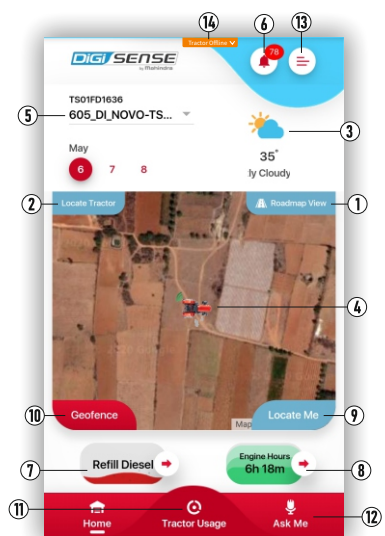 14
6
13
Tractor Offline
78
DiGi SENSE
by Mahindra
TS01FD1636
5
605_DI_NOVO-TS...
3
May
35°
ly Cloudy
6 7 8
2
Locate Tractor
Roadmap View
1
4
10
Geofence
Map
Locate Me
9
7
Refill Diesel
Engine Hours
6h 18m
8
11
Home
Tractor Usage
Ask Me
12